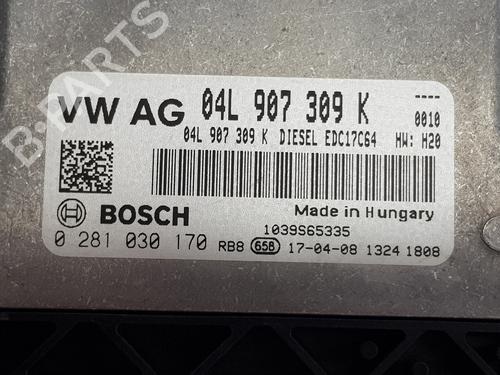 B-PARTS
----
VW AG 04L 907 309 K 0010
04L 907 309 K DIESEL EDC17C64 HW: H20
BOSCH Made in Hungary
1039S65335
0 281 030 170 RB8 658 17-04-08 1324 1808